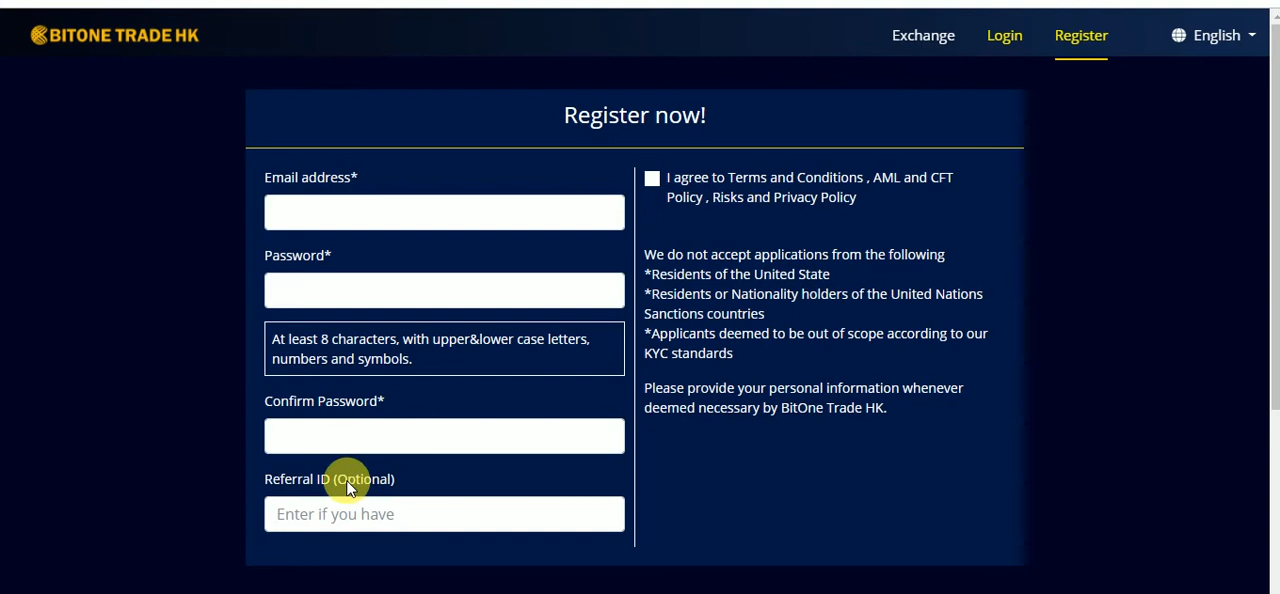 BITONE TRADE HK
Exchange
Login
Register
English
Register now!
Email address*
Password*
At least 8 characters, with upper&lower case letters,
numbers and symbols.
Confirm Password*
Referral ID (Optional)
Enter if you have
I agree to Terms and Conditions , AML and CFT
Policy , Risks and Privacy Policy
We do not accept applications from the following
*Residents of the United State
*Residents or Nationality holders of the United Nations
Sanctions countries
*Applicants deemed to be out of scope according to our
KYC standards
Please provide your personal information whenever
deemed necessary by BitOne Trade HK.